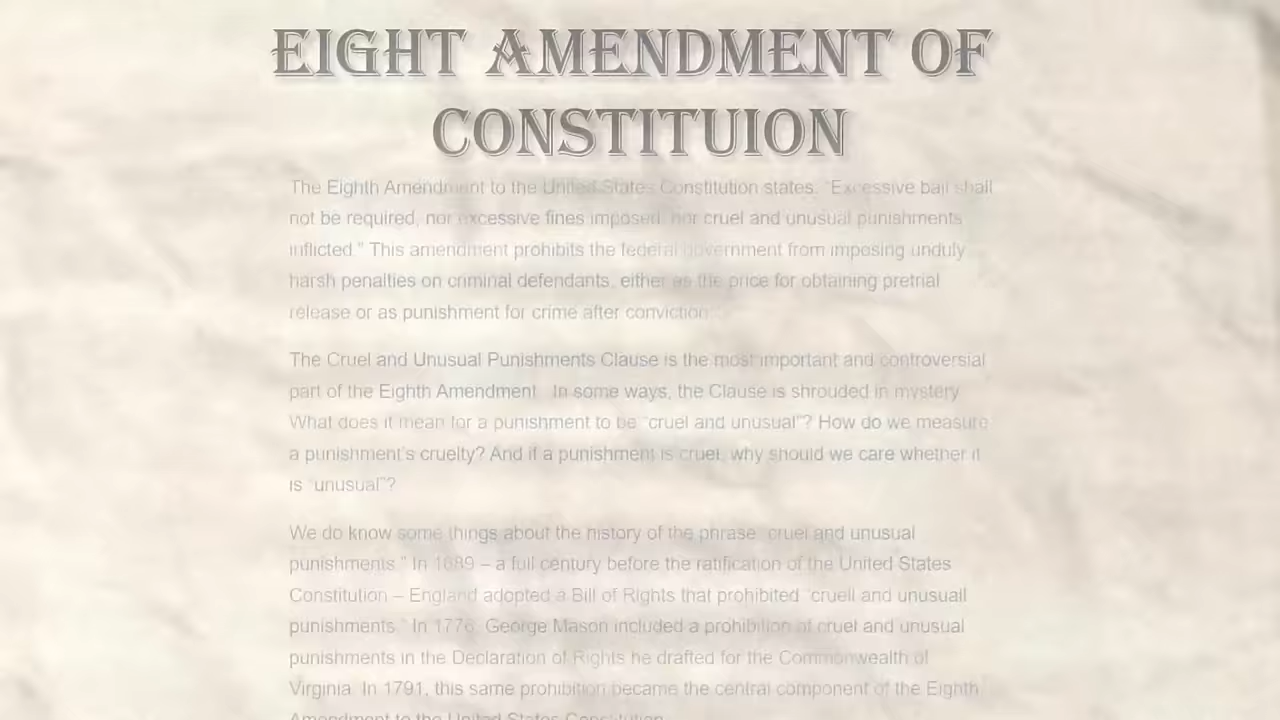 EIGHT AMENDMENT OF
CONSTITUION
The Eighth Amendment to the United States Constitution states: “Excessive bail shall
not be required, nor excessive fines imposed, nor cruel and unusual punishments
inflicted.” This amendment prohibits the federal government from imposing unduly
harsh penalties on criminal defendants, either as the price for obtaining pretrial
release or as punishment for crime after conviction.
The Cruel and Unusual Punishments Clause is the most important and controversial
part of the Eighth Amendment. In some ways, the Clause is shrouded in mystery.
What does it mean for a punishment to be “cruel and unusual”? How do we measure
a punishment’s cruelty? And if a punishment is cruel, why should we care whether it
is “unusual”?
We do know some things about the history of the phrase “cruel and unusual
punishments.” In 1689 – a full century before the ratification of the United States
Constitution – England adopted a Bill of Rights that prohibited “cruell and unusuall
punishments.” In 1776, George Mason included a prohibition of cruel and unusual
punishments in the Declaration of Rights he drafted for the Commonwealth of
Virginia. In 1791, this same prohibition became the central component of the Eighth
Amendment to the United States Constitution.